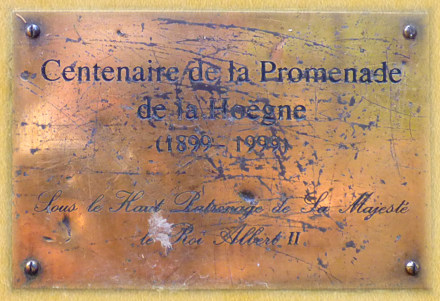 Centenaire de la Promenade
de la Hoëgne
(1899 - 1999)
Sous le Haut Patronage de Sa Majesté
le Roi Albert II